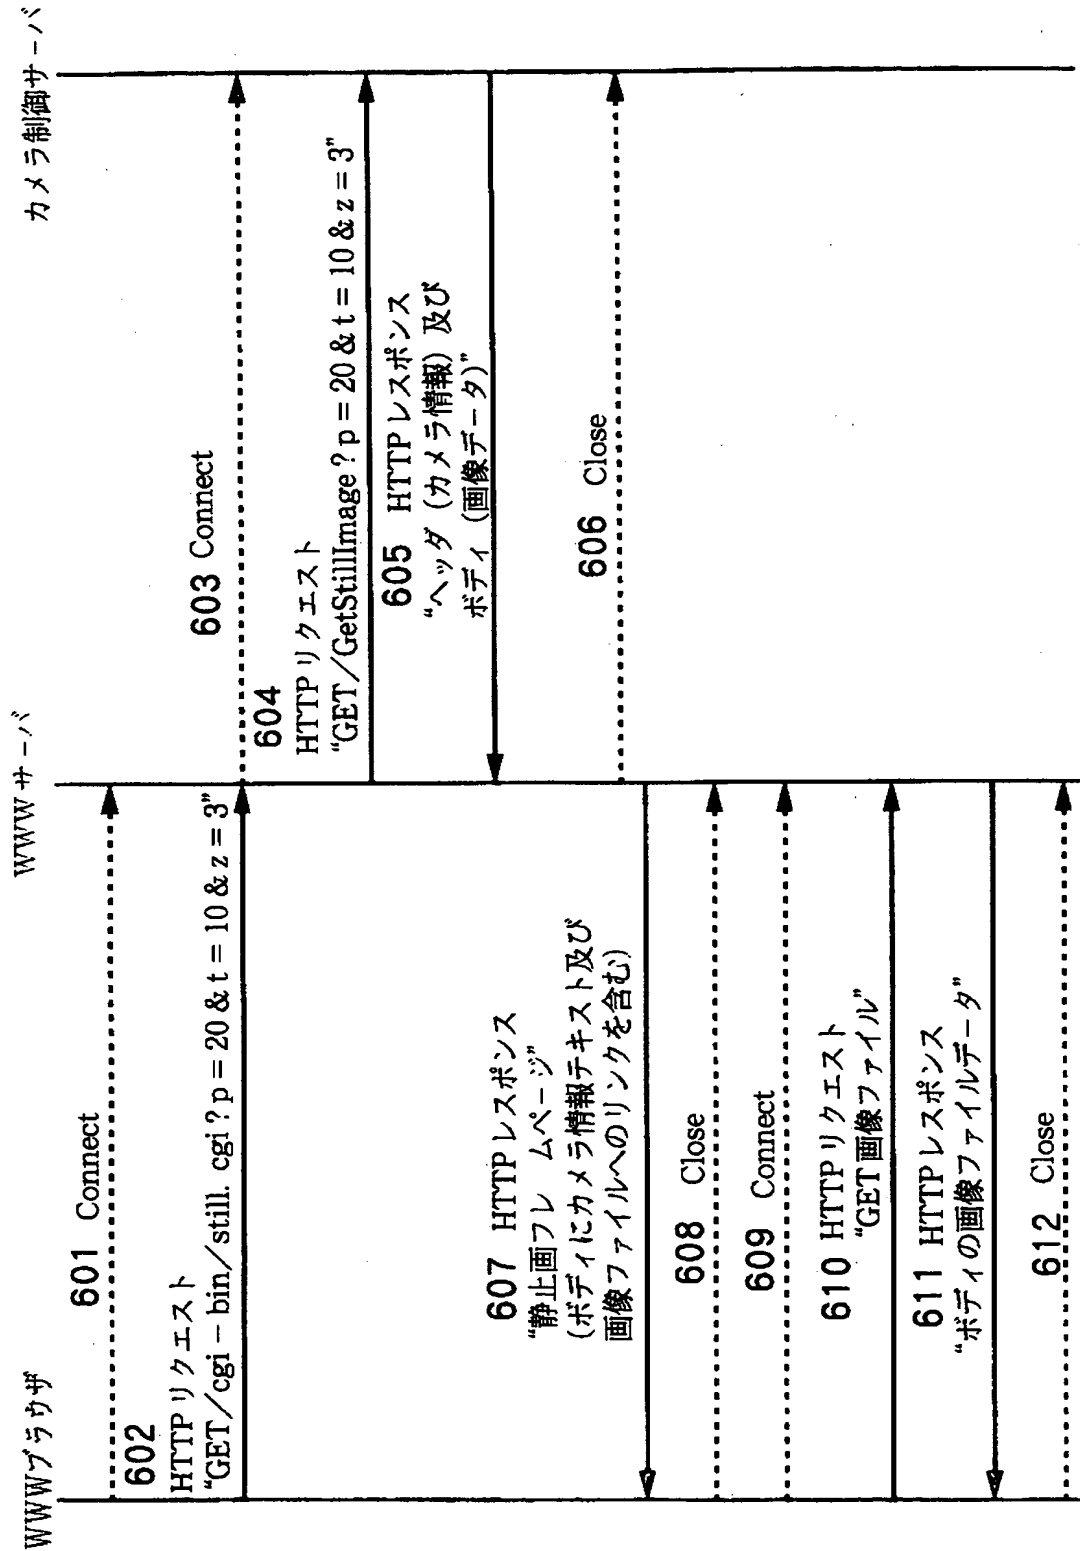 WWWブラウザ
WWWサーバ
カメラ制御サーバ
601 Connect
602
HTTPリクエスト
“GET/cgi－bin/still. cgi?p=20&t=10&z=3”
603 Connect
604
HTTPリクエスト
“GET/GetStillImage?p=20&t=10&z=3”
605 HTTPレスポンス
“ヘッダ（カメラ情報）及び
ボディ（画像データ）”
606 Close
607 HTTPレスポンス
“静止画フレ ムページ”
（ボディにカメラ情報テキスト及び
画像ファイルへのリンクを含む）
608 Close
609 Connect
610 HTTPリクエスト
“GET画像ファイル”
611 HTTPレスポンス
“ボディの画像ファイルデータ”
612 Close